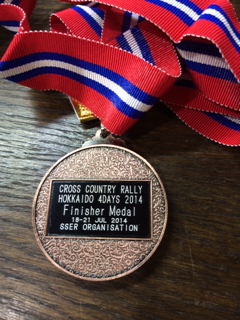 CROSS COUNTRY RALLY
HOKKAIDO 4DAYS 2014
Finisher Medal
18-21 JUL 2014
SSER ORGANISATION